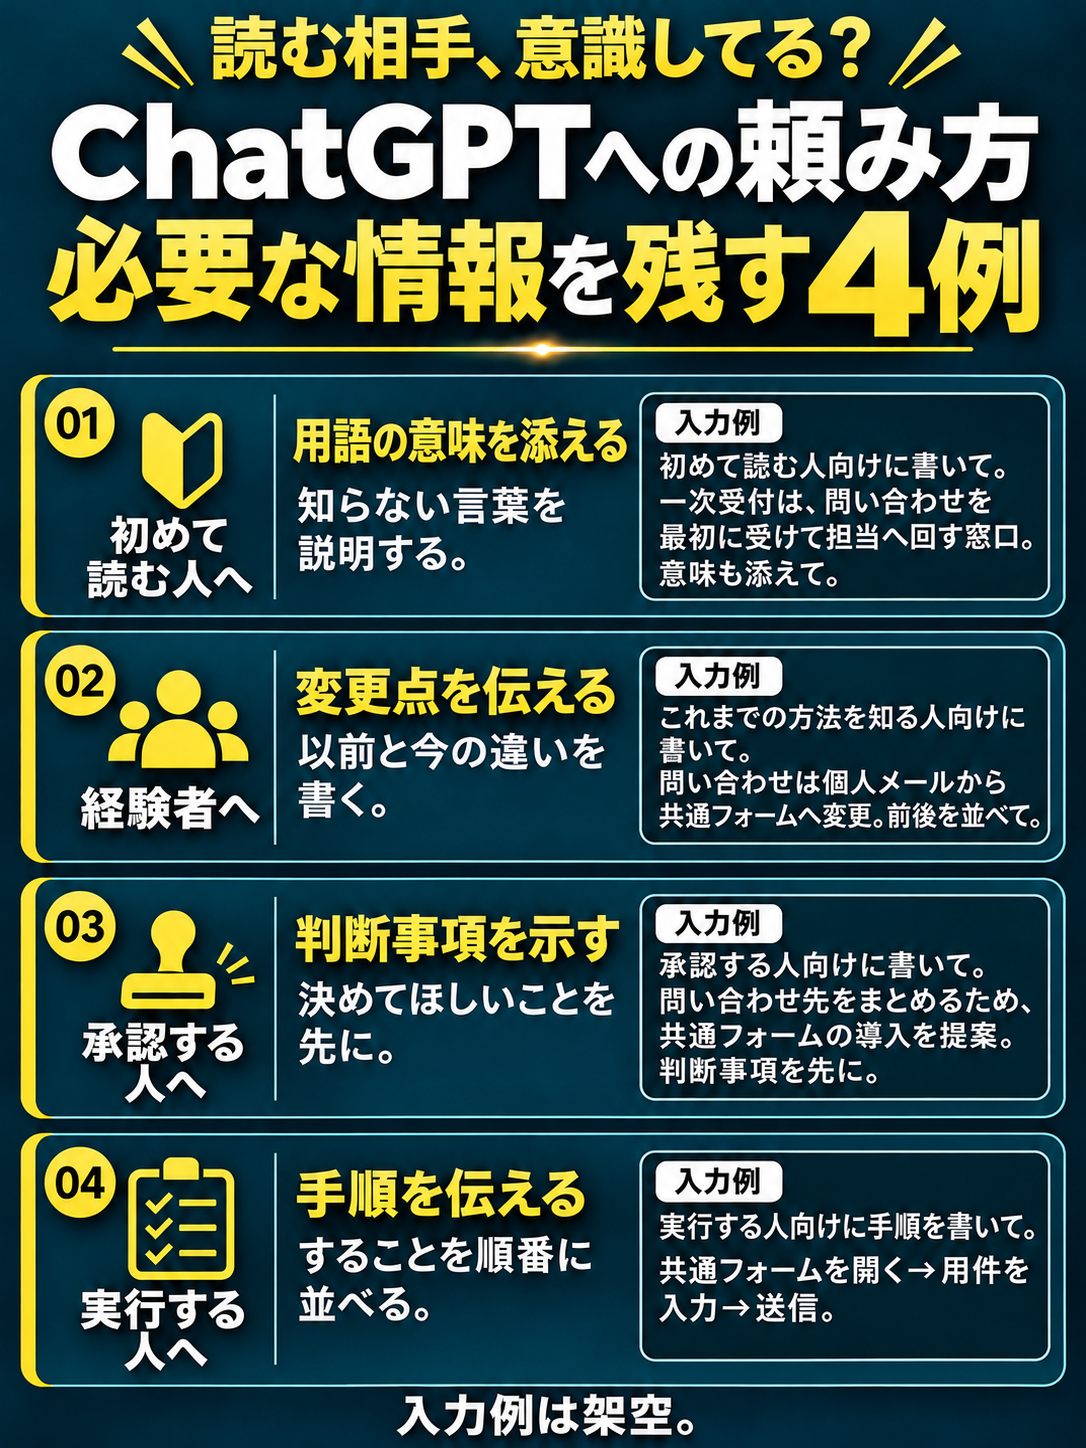 読む相手、意識してる？
ChatGPTへの頼み方
必要な情報を残す4例
01
初めて
読む人へ
用語の意味を添える
知らない言葉を
説明する。
入力例
初めて読む人向けに書いて。
一次受付は、問い合わせを
最初に受けて担当へ回す窓口。
意味も添えて。
02
経験者へ
変更点を伝える
以前と今の違いを
書く。
入力例
これまでの方法を知る人向けに
書いて。
問い合わせは個人メールから
共通フォームへ変更。前後を並べて。
03
承認する
人へ
判断事項を示す
決めてほしいことを
先に。
入力例
承認する人向けに書いて。
問い合わせ先をまとめるため、
共通フォームの導入を提案。
判断事項を先に。
04
実行する
人へ
手順を伝える
することを順番に
並べる。
入力例
実行する人向けに手順を書いて。
共通フォームを開く→用件を
入力→送信。
入力例は架空。